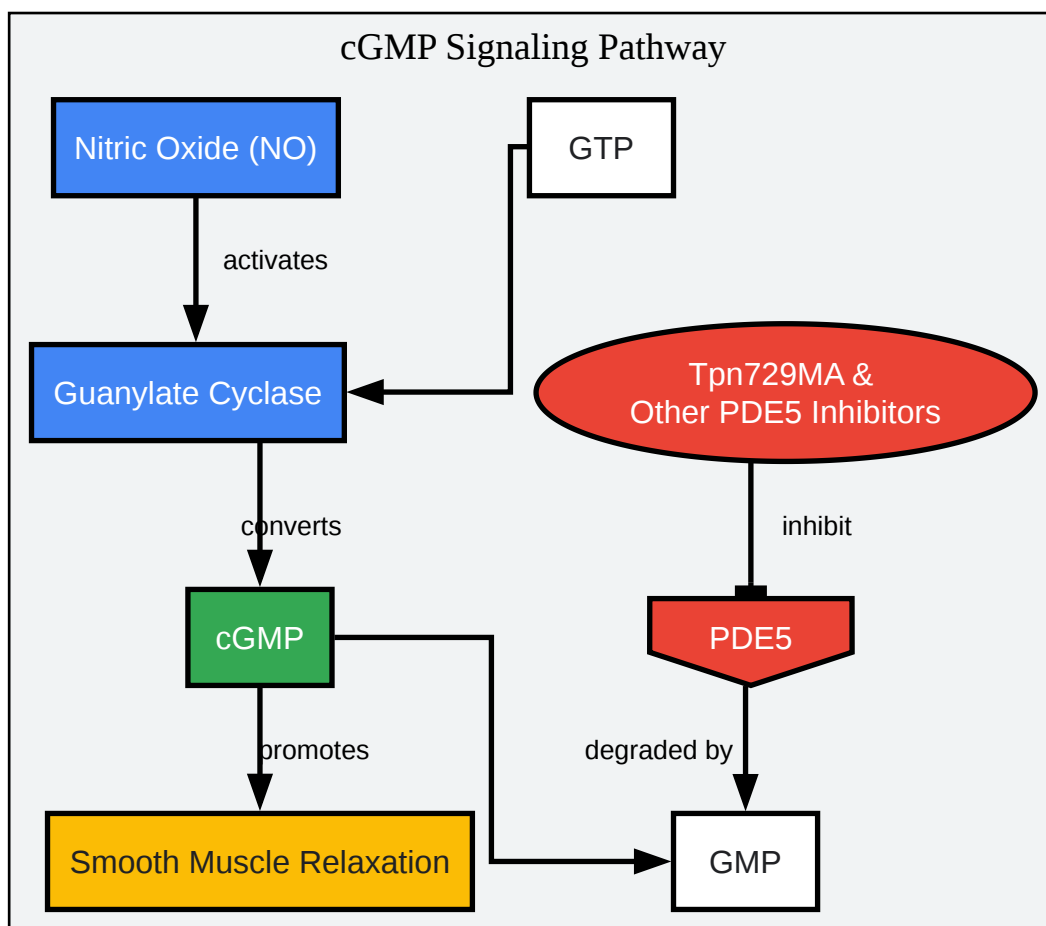 cGMP Signaling Pathway
Nitric Oxide (NO)
GTP
activates
Guanylate Cyclase
Tpn729MA &
Other PDE5 Inhibitors
converts
inhibit
cGMP
PDE5
promotes
degraded by
Smooth Muscle Relaxation
GMP